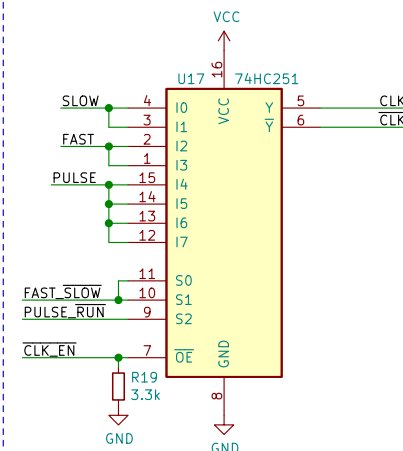 VCC
16
U17 74HC251
SLOW 4 I0 VCC Y 5 CLK
3 I1 Y 6 CLK
FAST 2 I2
1 I3
PULSE 15 I4
14 I5
13 I6
12 I7
11 S0
FAST_SLOW 10 S1
PULSE_RUN 9 S2
CLK_EN 7 OE GND
R19
3.3k
8
GND
GND